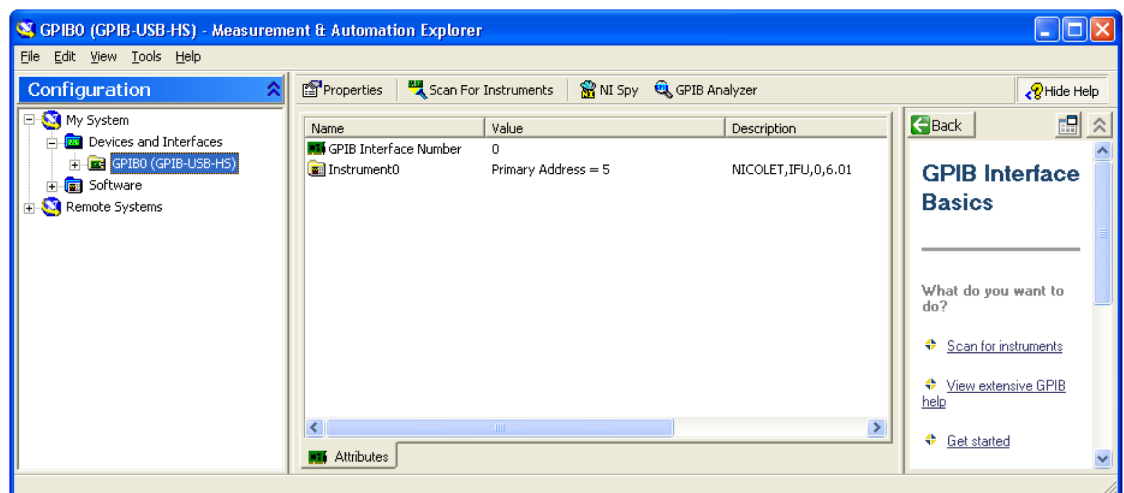 GPIB0 (GPIB-USB-HS) - Measurement & Automation Explorer
File Edit View Tools Help
Configuration
My System
Devices and Interfaces
GPIB0 (GPIB-USB-HS)
Software
Remote Systems
Properties Scan For Instruments NI Spy GPIB Analyzer Hide Help
Name Value Description
GPIB Interface Number 0
Instrument0 Primary Address = 5 NICOLET,IFU,0,6.01
Attributes
Back
GPIB Interface
Basics
What do you want to
do?
Scan for instruments
View extensive GPIB
help
Get started